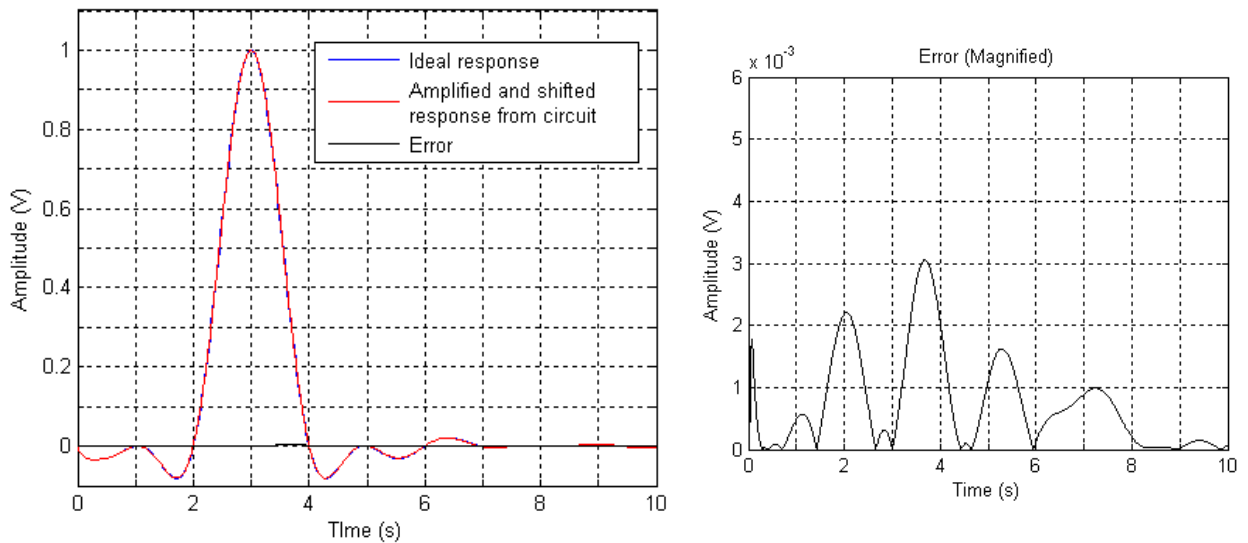 Ideal response
Amplified and shifted
response from circuit
Error
1
0.8
0.6
0.4
0.2
0
Amplitude (V)
0 2 4 6 8 10
TIme (s)
Error (Magnified)
x 10-3
6
5
4
3
2
1
0
Amplitude (V)
0 2 4 6 8 10
Time (s)